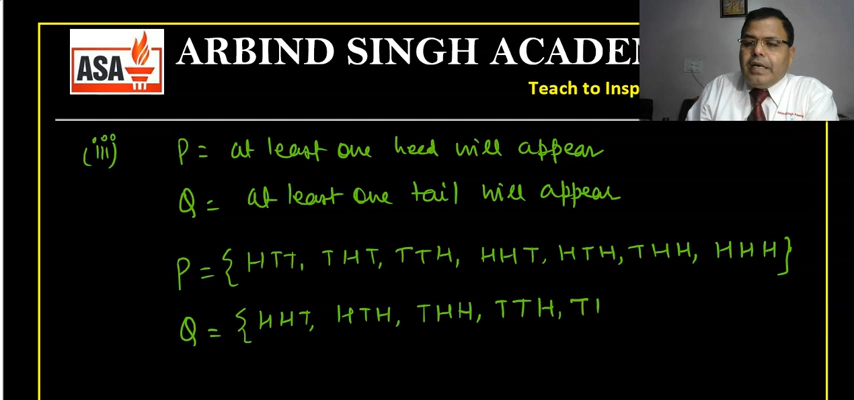 ASA
ARBIND SINGH ACADE
Teach to Insp
(iii) P = at least one head will appear
Q = at least one tail will appear
P = { HTT, THT, TTH, HHT, HTH, THH, HHH }
Q = { HHT, HTH, THH, TTH, T